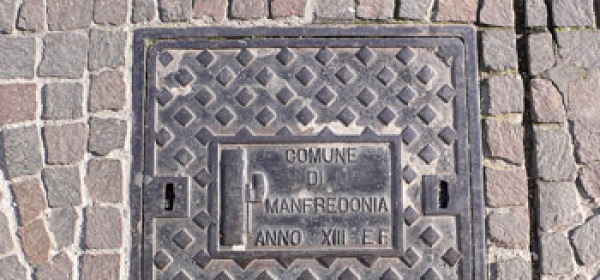 COMUNE
DI
MANFREDONIA
ANNO XIII E F